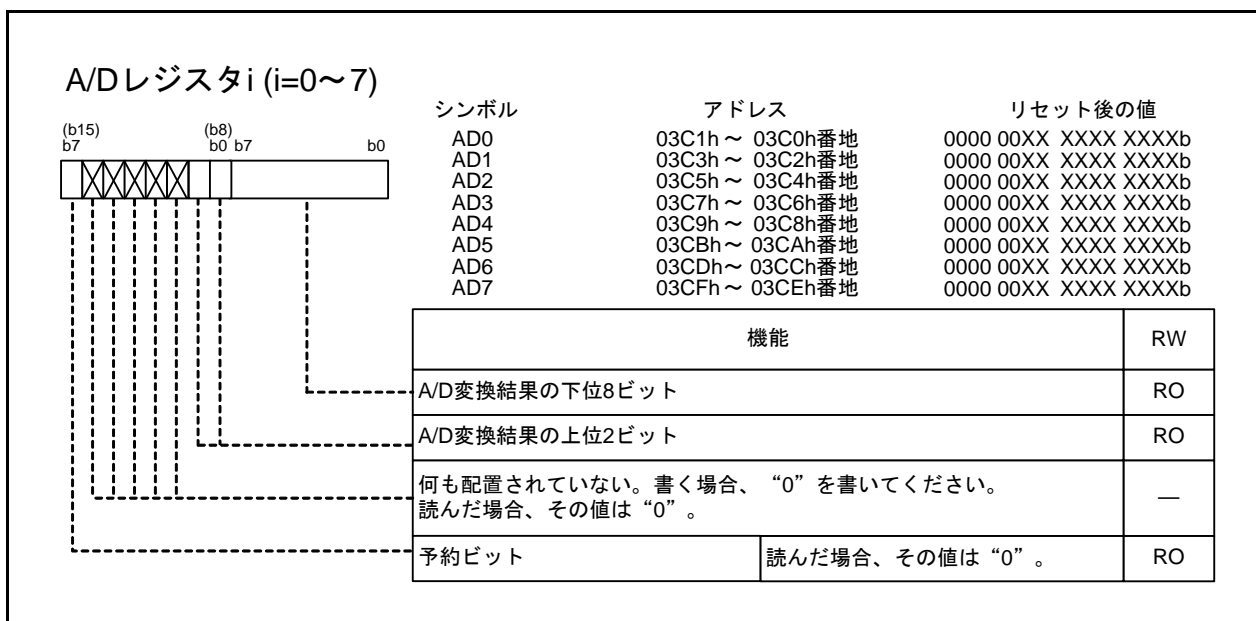 A/Dレジスタi (i=0～7)
シンボル アドレス リセット後の値
AD0 03C1h～ 03C0h番地 0000 00XX XXXX XXXXb
AD1 03C3h～ 03C2h番地 0000 00XX XXXX XXXXb
AD2 03C5h～ 03C4h番地 0000 00XX XXXX XXXXb
AD3 03C7h～ 03C6h番地 0000 00XX XXXX XXXXb
AD4 03C9h～ 03C8h番地 0000 00XX XXXX XXXXb
AD5 03CBh～ 03CAh番地 0000 00XX XXXX XXXXb
AD6 03CDh～ 03CCh番地 0000 00XX XXXX XXXXb
AD7 03CFh～ 03CEh番地 0000 00XX XXXX XXXXb
(b15) (b8)
b7 b0 b7 b0
機能 RW
A/D変換結果の下位8ビット RO
A/D変換結果の上位2ビット RO
何も配置されていない。書く場合、“0”を書いてください。
読んだ場合、その値は“0”。 —
予約ビット 読んだ場合、その値は“0”。 RO